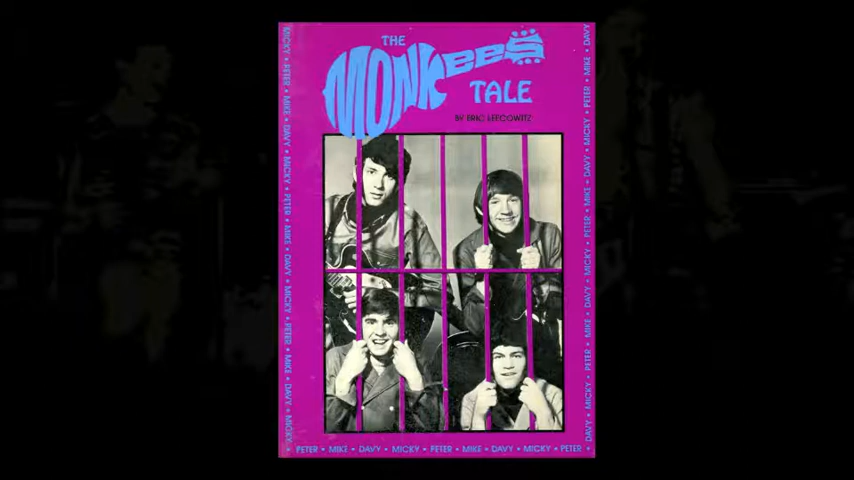 THE
MONKEES
TALE
BY ERIC LEFCOWITZ
MICKY • PETER • MIKE • DAVY • MICKY • PETER • MIKE • DAVY • MICKY • PETER • MIKE • DAVY • MICKY
PETER • MIKE • DAVY • MICKY • PETER • MIKE • DAVY • MICKY • PETER •
DAVY • MICKY • PETER • MIKE • DAVY • MICKY • PETER • MIKE • DAVY • MICKY • PETER • MIKE • DAVY